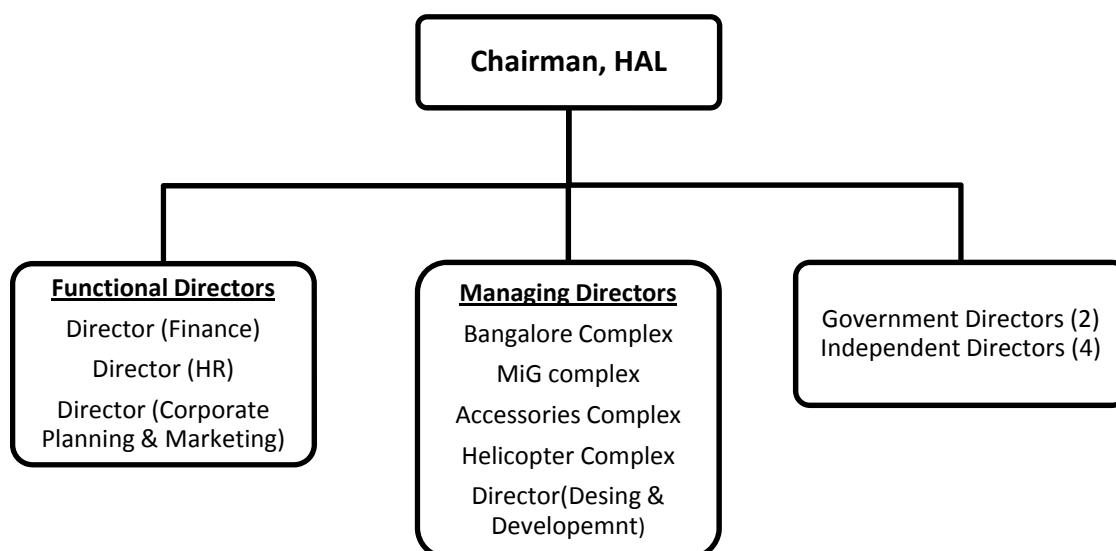 Chairman, HAL
Functional Directors
Director (Finance)
Director (HR)
Director (Corporate
Planning & Marketing)
Managing Directors
Bangalore Complex
MiG complex
Accessories Complex
Helicopter Complex
Director(Desing &
Developemnt)
Government Directors (2)
Independent Directors (4)